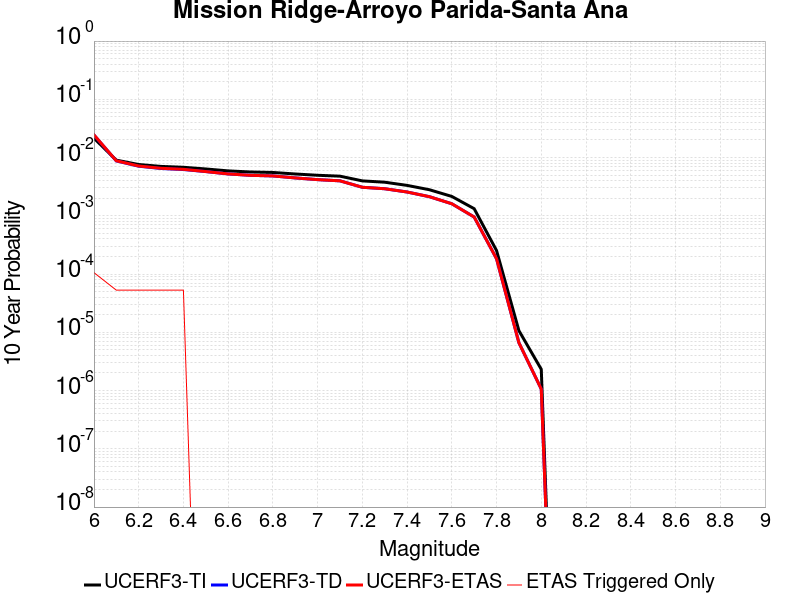 Mission Ridge-Arroyo Parida-Santa Ana
10 Year Probability
10^0
10^-1
10^-2
10^-3
10^-4
10^-5
10^-6
10^-7
10^-8
6 6.2 6.4 6.6 6.8 7 7.2 7.4 7.6 7.8 8 8.2 8.4 8.6 8.8 9
Magnitude
UCERF3-TI UCERF3-TD UCERF3-ETAS ETAS Triggered Only